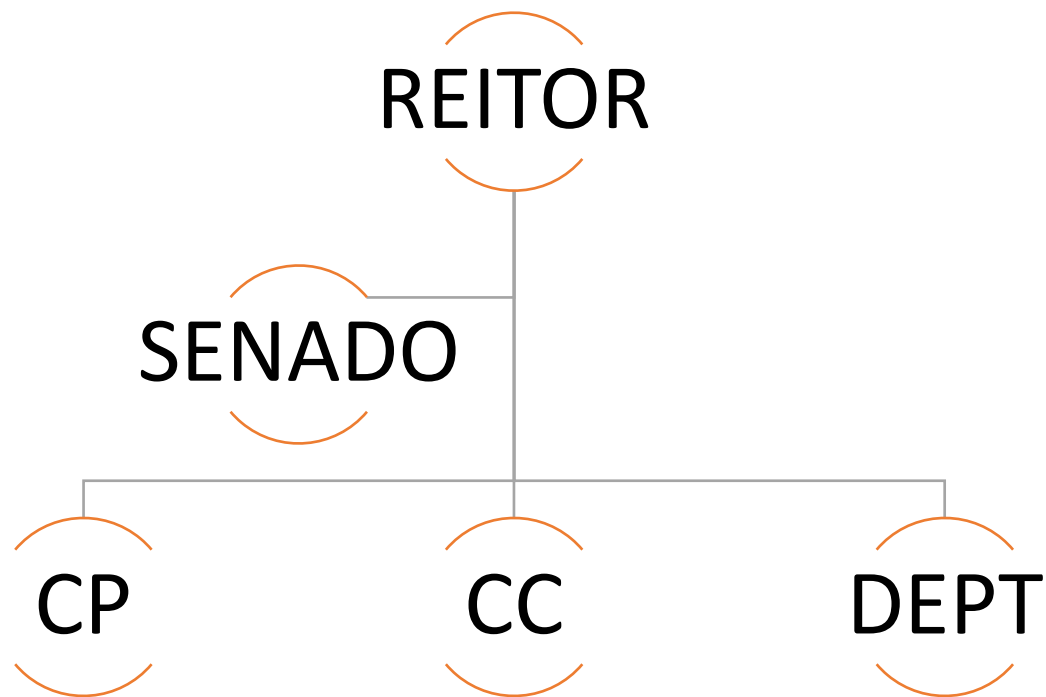 REITOR
SENADO
CP
CC
DEPT